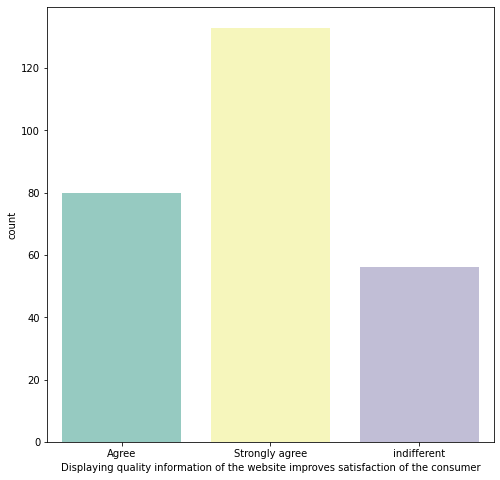 120
100
80
60
40
20
0
count
Agree
Strongly agree
indifferent
Displaying quality information of the website improves satisfaction of the consumer